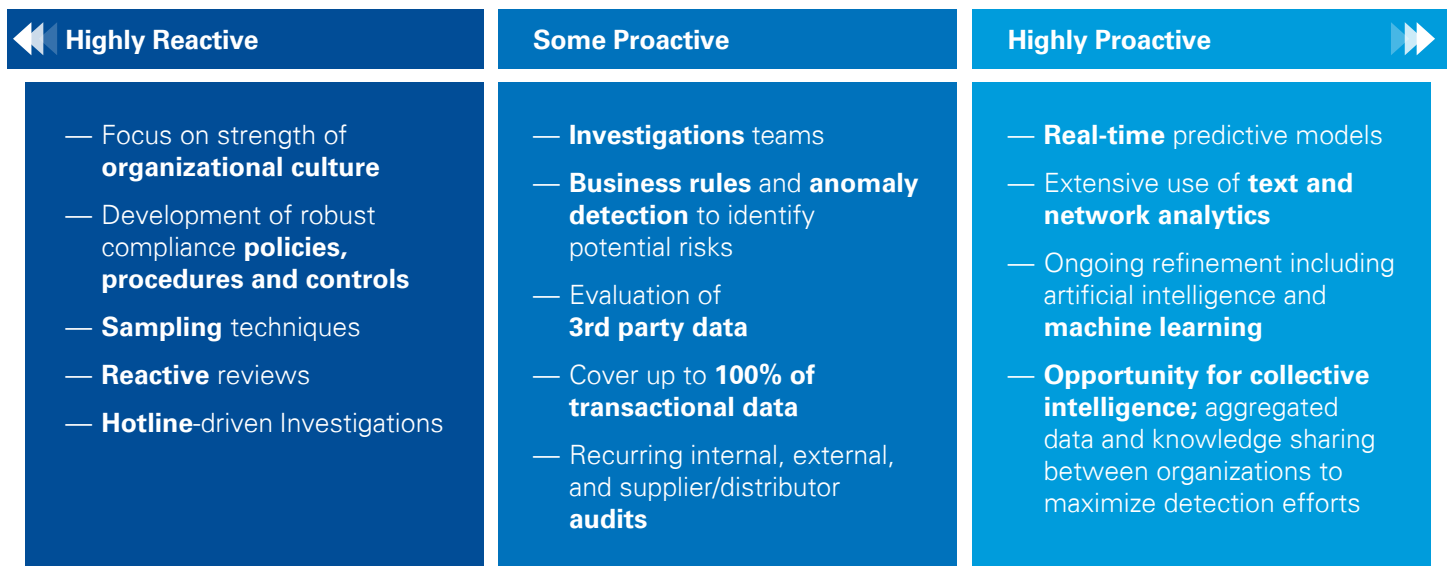 Highly Reactive
— Focus on strength of
organizational culture
— Development of robust
compliance policies,
procedures and controls
— Sampling techniques
— Reactive reviews
— Hotline-driven Investigations
Some Proactive
— Investigations teams
— Business rules and anomaly
detection to identify
potential risks
— Evaluation of
3rd party data
— Cover up to 100% of
transactional data
— Recurring internal, external,
and supplier/distributor
audits
Highly Proactive
— Real-time predictive models
— Extensive use of text and
network analytics
— Ongoing refinement including
artificial intelligence and
machine learning
— Opportunity for collective
intelligence; aggregated
data and knowledge sharing
between organizations to
maximize detection efforts